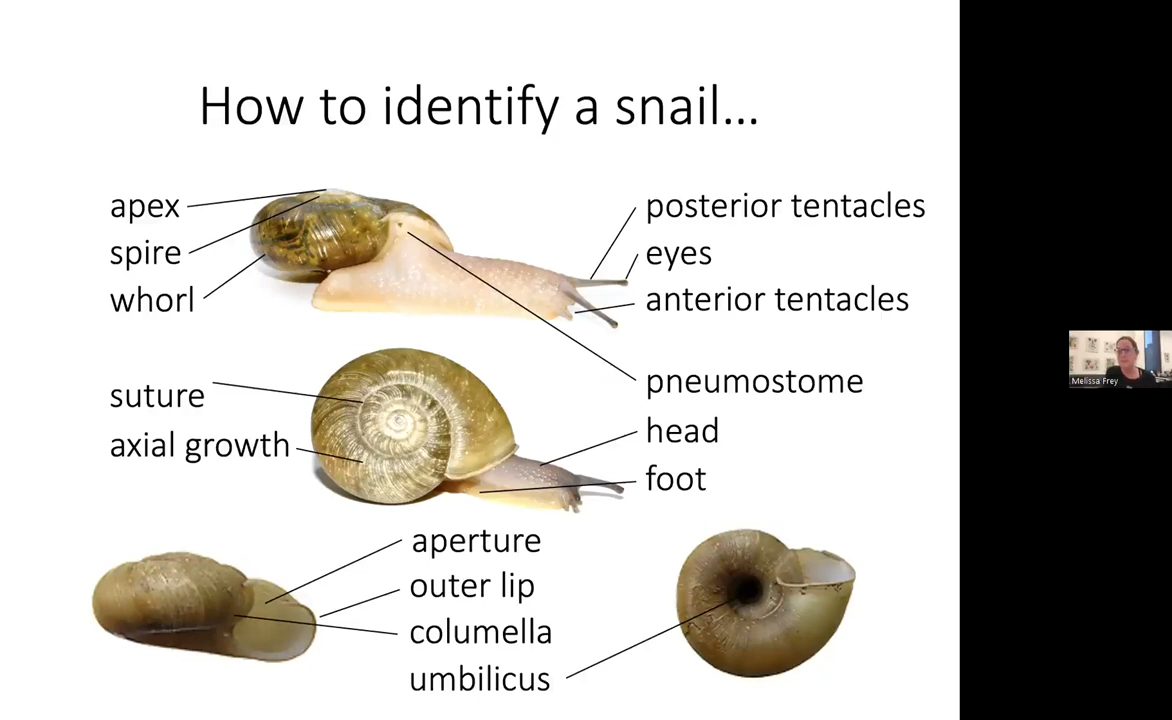 How to identify a snail...
apex
spire
whorl
posterior tentacles
eyes
anterior tentacles
suture
axial growth
pneumostome
head
foot
aperture
outer lip
columella
umbilicus
Melissa Frey